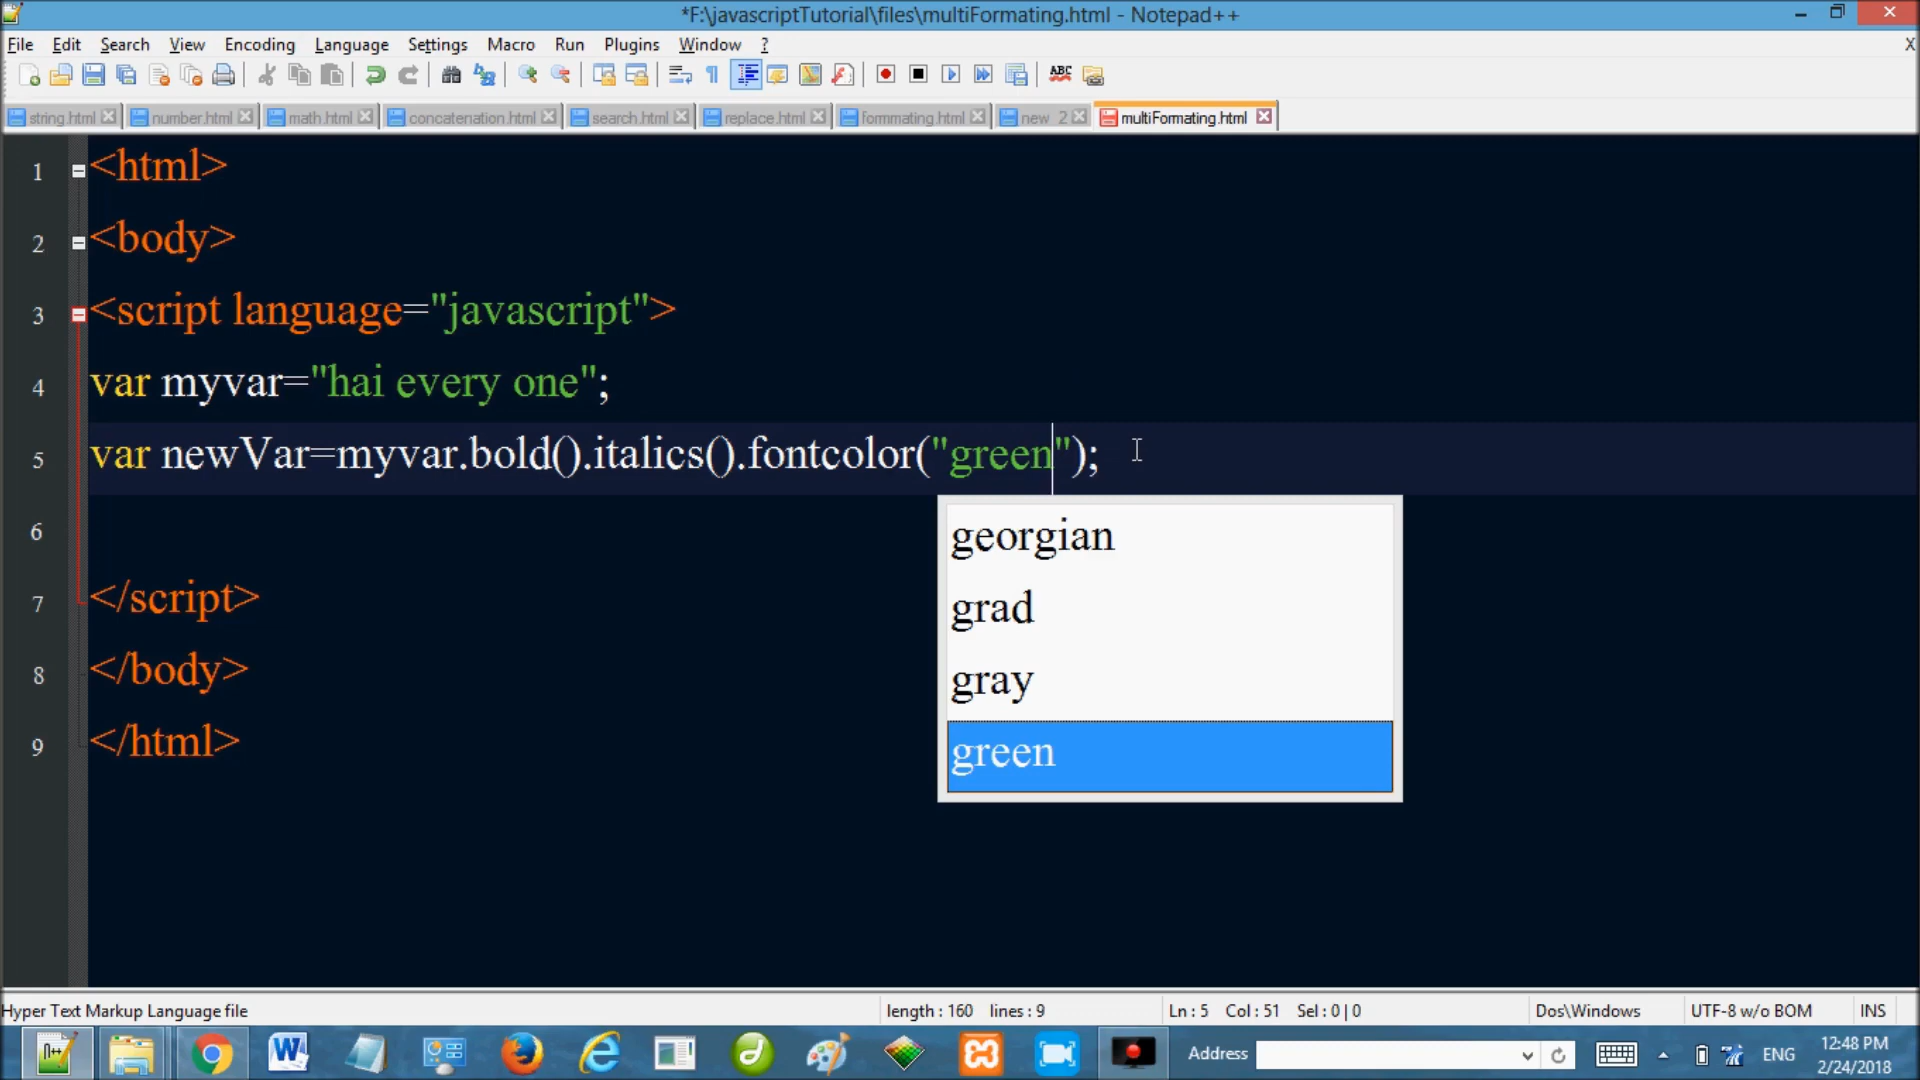 *F:\javascriptTutorial\files\multiFormating.html - Notepad++
File Edit Search View Encoding Language Settings Macro Run Plugins Window ? X
ABC
string.html number.html math.html concatenation.html search.html replace.html formmating.html new 2 multiFormating.html
1 <html>
2 <body>
3 <script language="javascript">
4 var myvar="hai every one";
5 var newVar=myvar.bold().italics().fontcolor("green");
georgian
6
grad
7 </script>
gray
8 </body>
green
9 </html>
Hyper Text Markup Language file length : 160 lines : 9 Ln : 5 Col : 51 Sel : 0 | 0 Dos\Windows UTF-8 w/o BOM INS
Address ENG 12:48 PM
2/24/2018